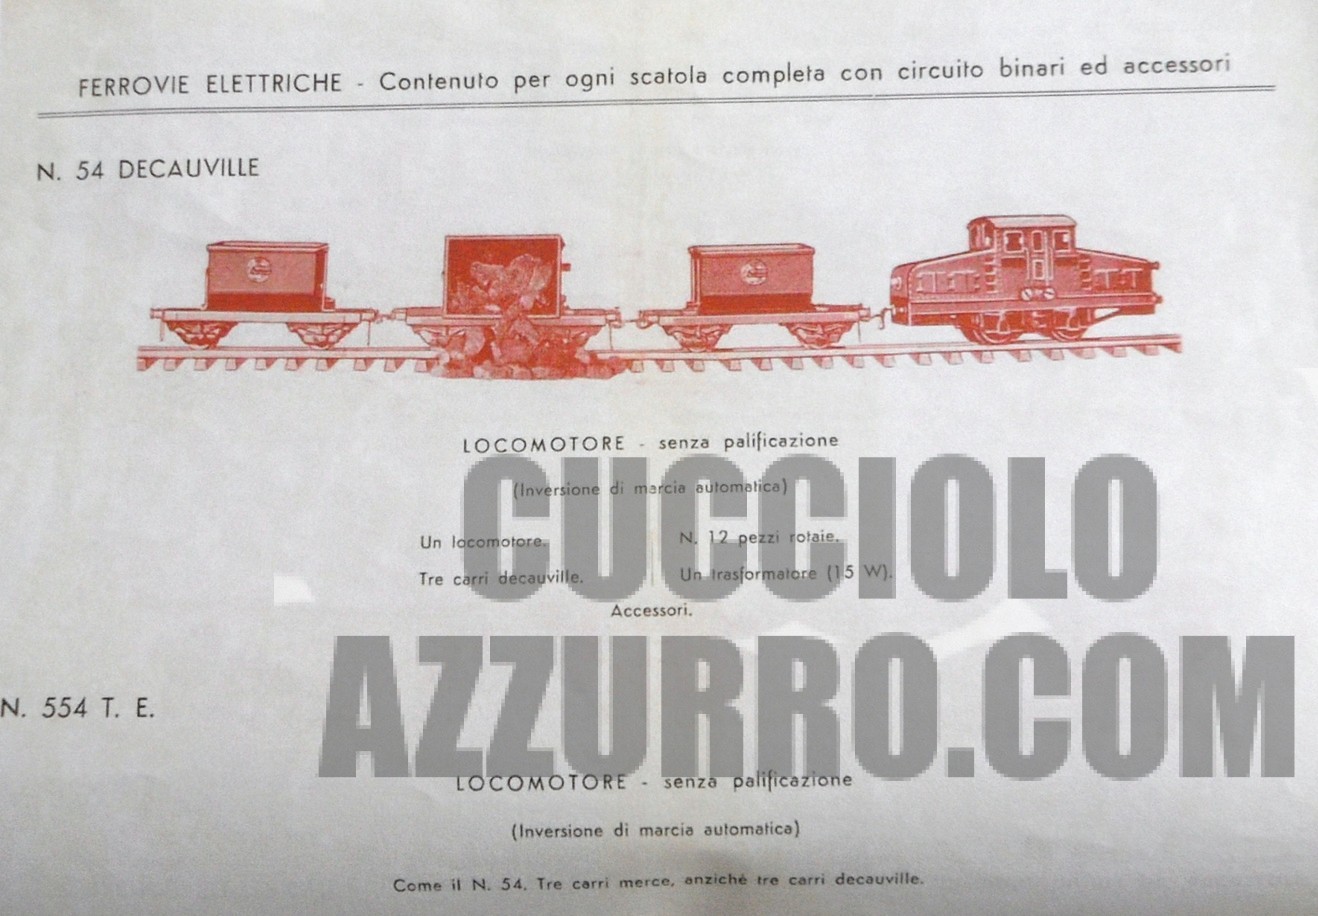 FERROVIE ELETTRICHE - Contenuto per ogni scatola completa con circuito binari ed accessori
N. 54 DECAUVILLE
LOCOMOTORE - senza palificazione
(Inversione di marcia automatica)
Un locomotore. N. 12 pezzi rotaie.
Tre carri decauville. Un trasformatore (15 W).
Accessori.
CUCCIOLO
AZZURRO.COM
N. 554 T. E.
LOCOMOTORE - senza palificazione
(Inversione di marcia automatica)
Come il N. 54. Tre carri merce, anziché tre carri decauville.